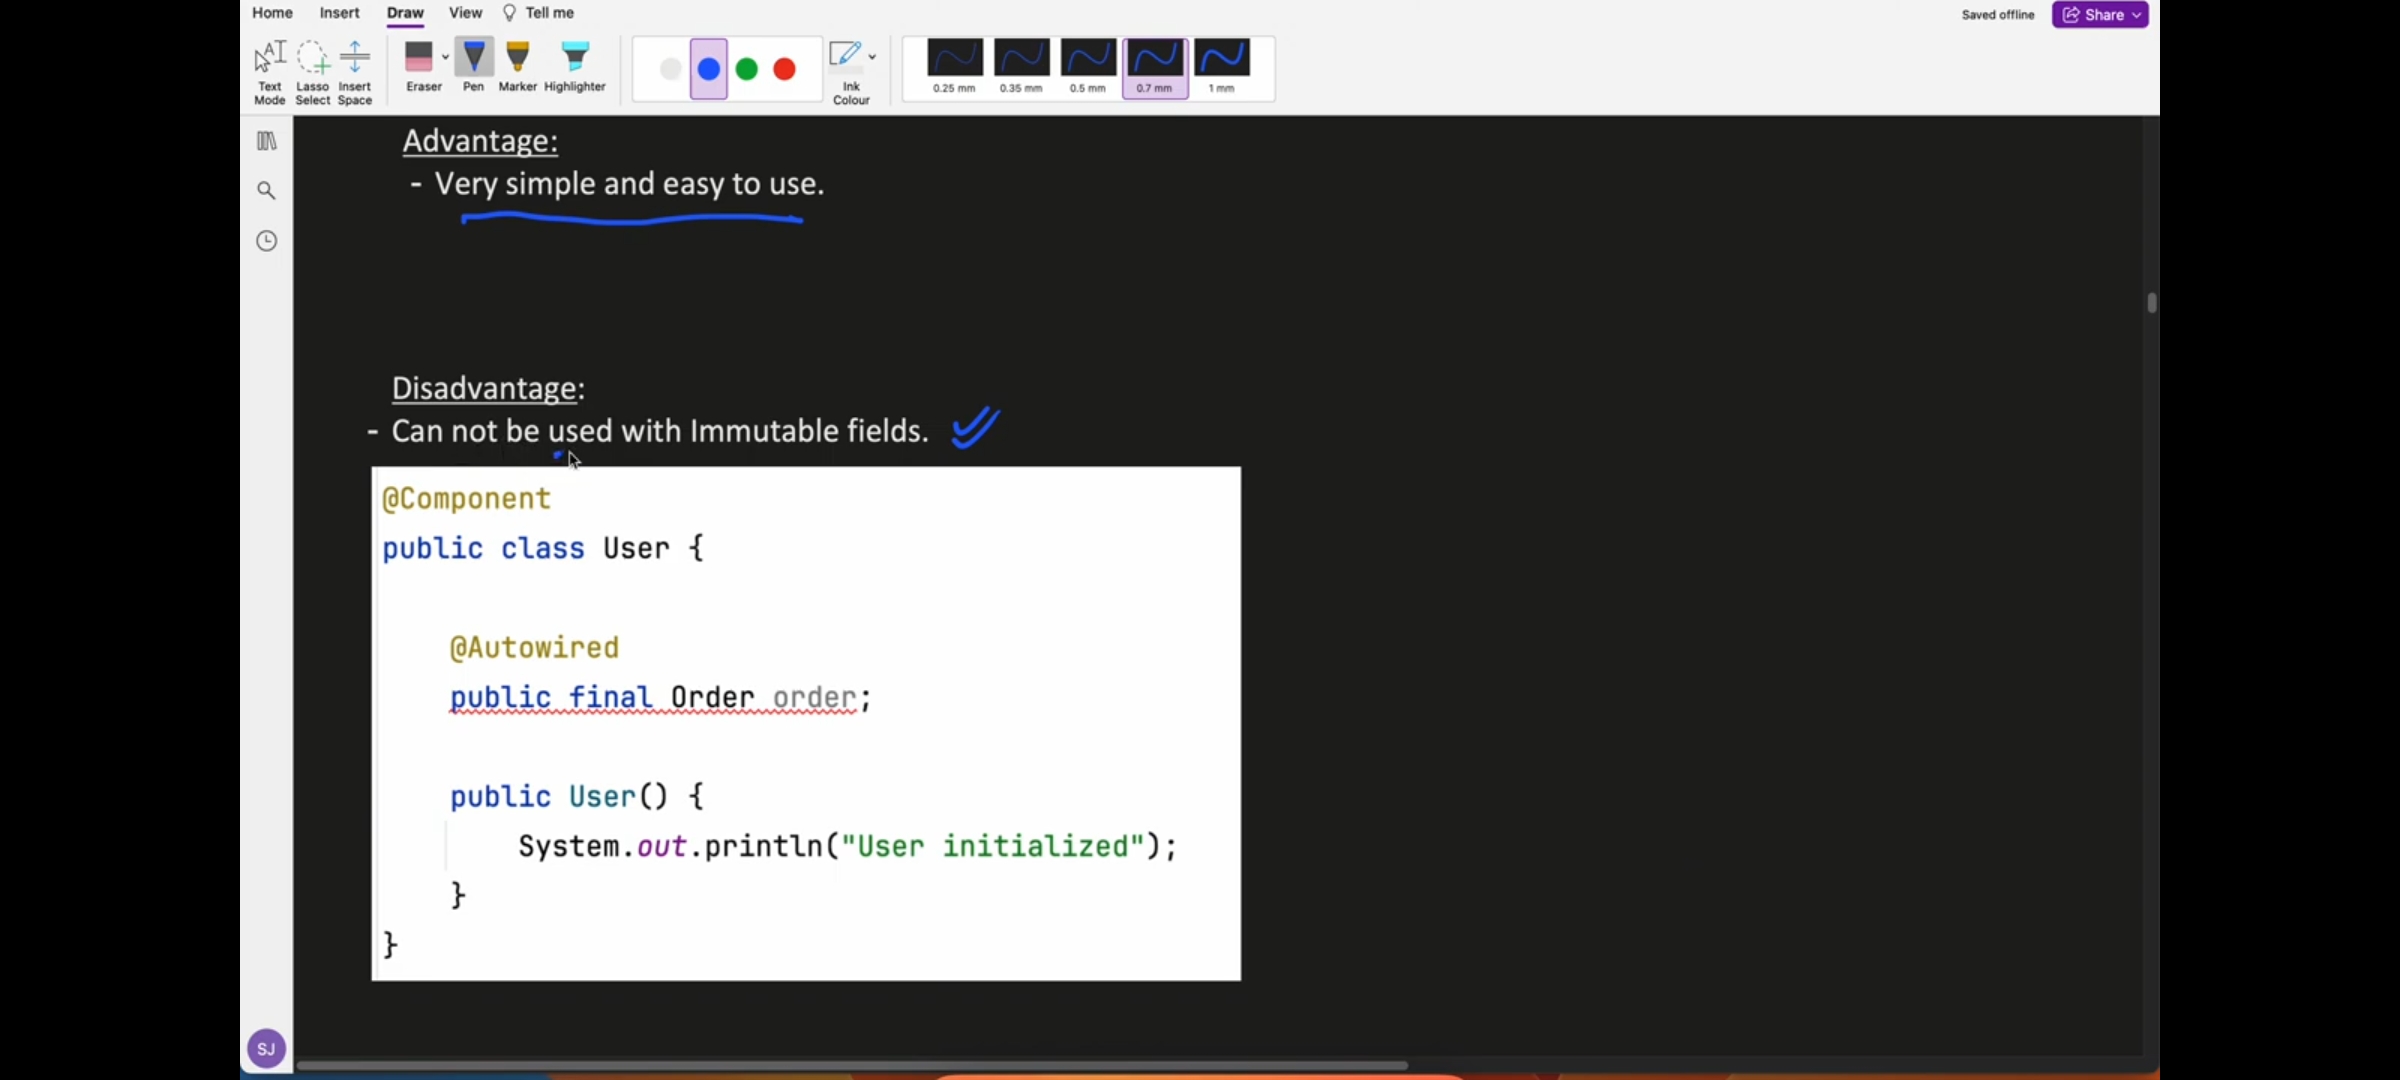 Home Insert Draw View Tell me
Saved offline Share
Text Mode
Lasso Select
Insert Space
Eraser
Pen
Marker
Highlighter
Ink Colour
0.25 mm
0.35 mm
0.5 mm
0.7 mm
1 mm
Advantage:
- Very simple and easy to use.
Disadvantage:
- Can not be used with Immutable fields.
@Component
public class User {
@Autowired
public final Order order;
public User() {
System.out.println("User initialized");
}
}
SJ